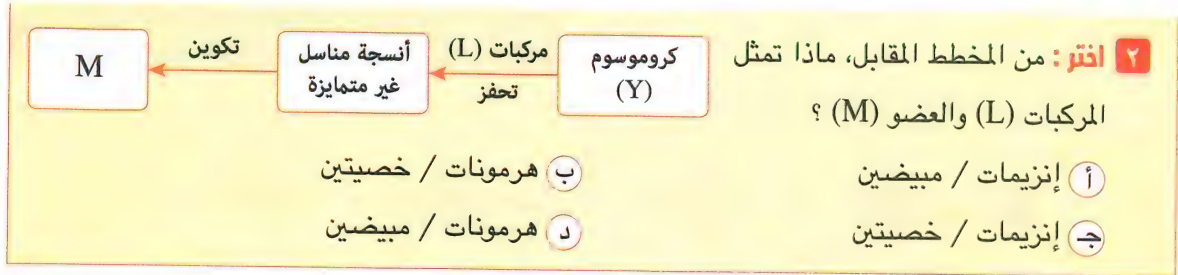 ٢ اختر : من المخطط المقابل، ماذا تمثل
المركبات (L) والعضو (M) ؟
كروموسوم
(Y)
مركبات (L)
تحفز
أنسجة مناسل
غير متمايزة
تكوين
M
أ إنزيمات / مبيضين
ب هرمونات / خصيتين
جـ إنزيمات / خصيتين
د هرمونات / مبيضين